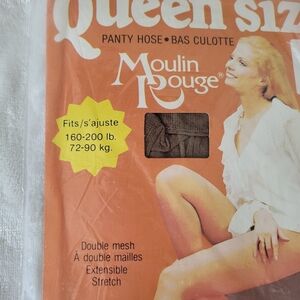 Queen siz
PANTY HOSE • BAS CULOTTE
Moulin
Rouge®
Fits/s'ajuste
160-200 lb.
72-90 kg.
Double mesh
A double mailles
Extensible
Stretch